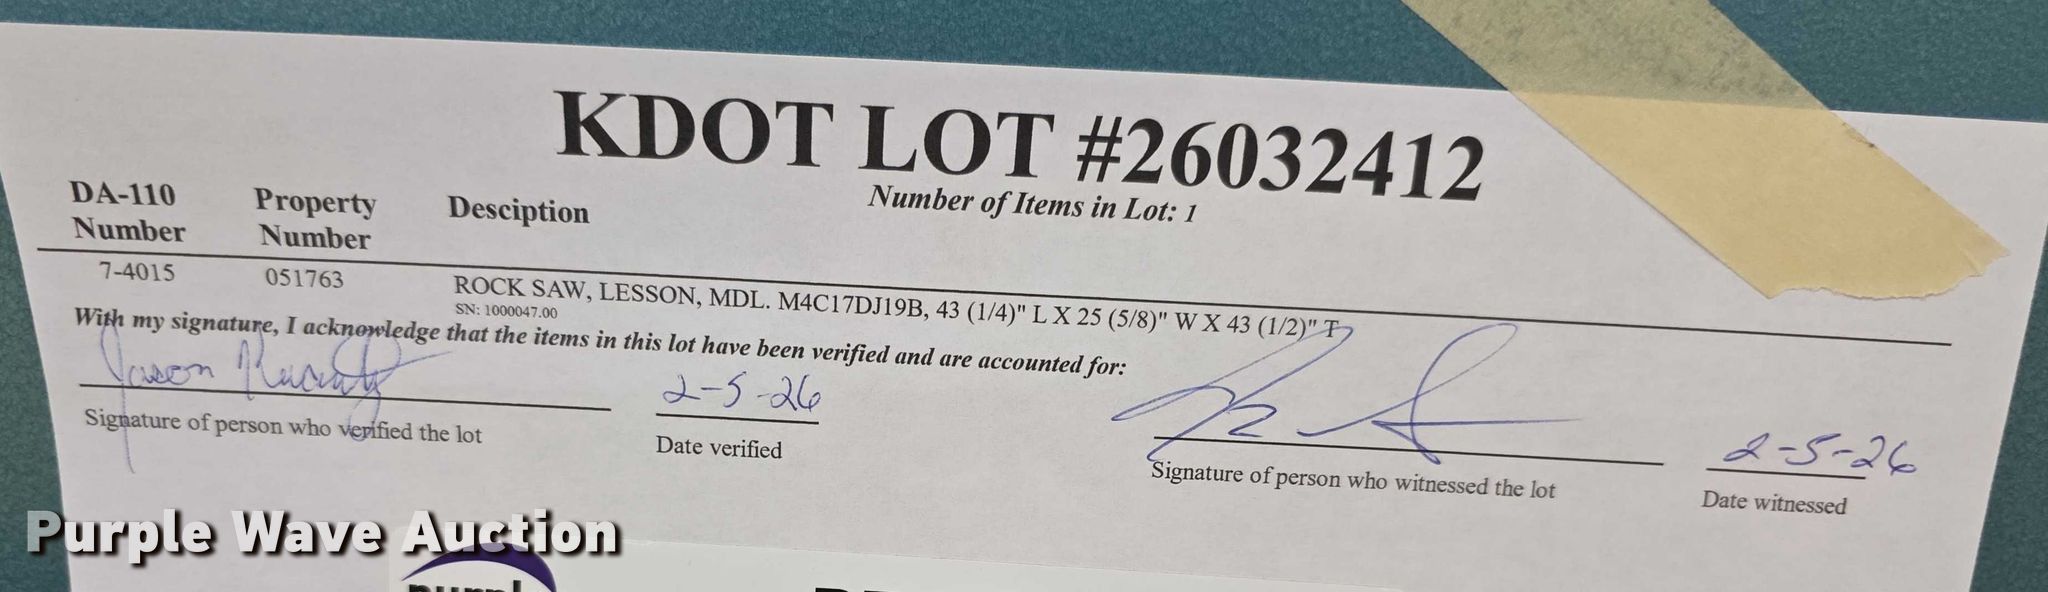 KDOT LOT #26032412
Number of Items in Lot: 1
DA-110 Number
Property Number
Desciption
7-4015
051763
ROCK SAW, LESSON, MDL. M4C17DJ19B, 43 (1/4)" L X 25 (5/8)" W X 43 (1/2)" T
SN: 1000047.00
With my signature, I acknowledge that the items in this lot have been verified and are accounted for:
Jason
2-5-26
2-5-26
Signature of person who verified the lot
Date verified
Signature of person who witnessed the lot
Date witnessed
Purple Wave Auction
purpl